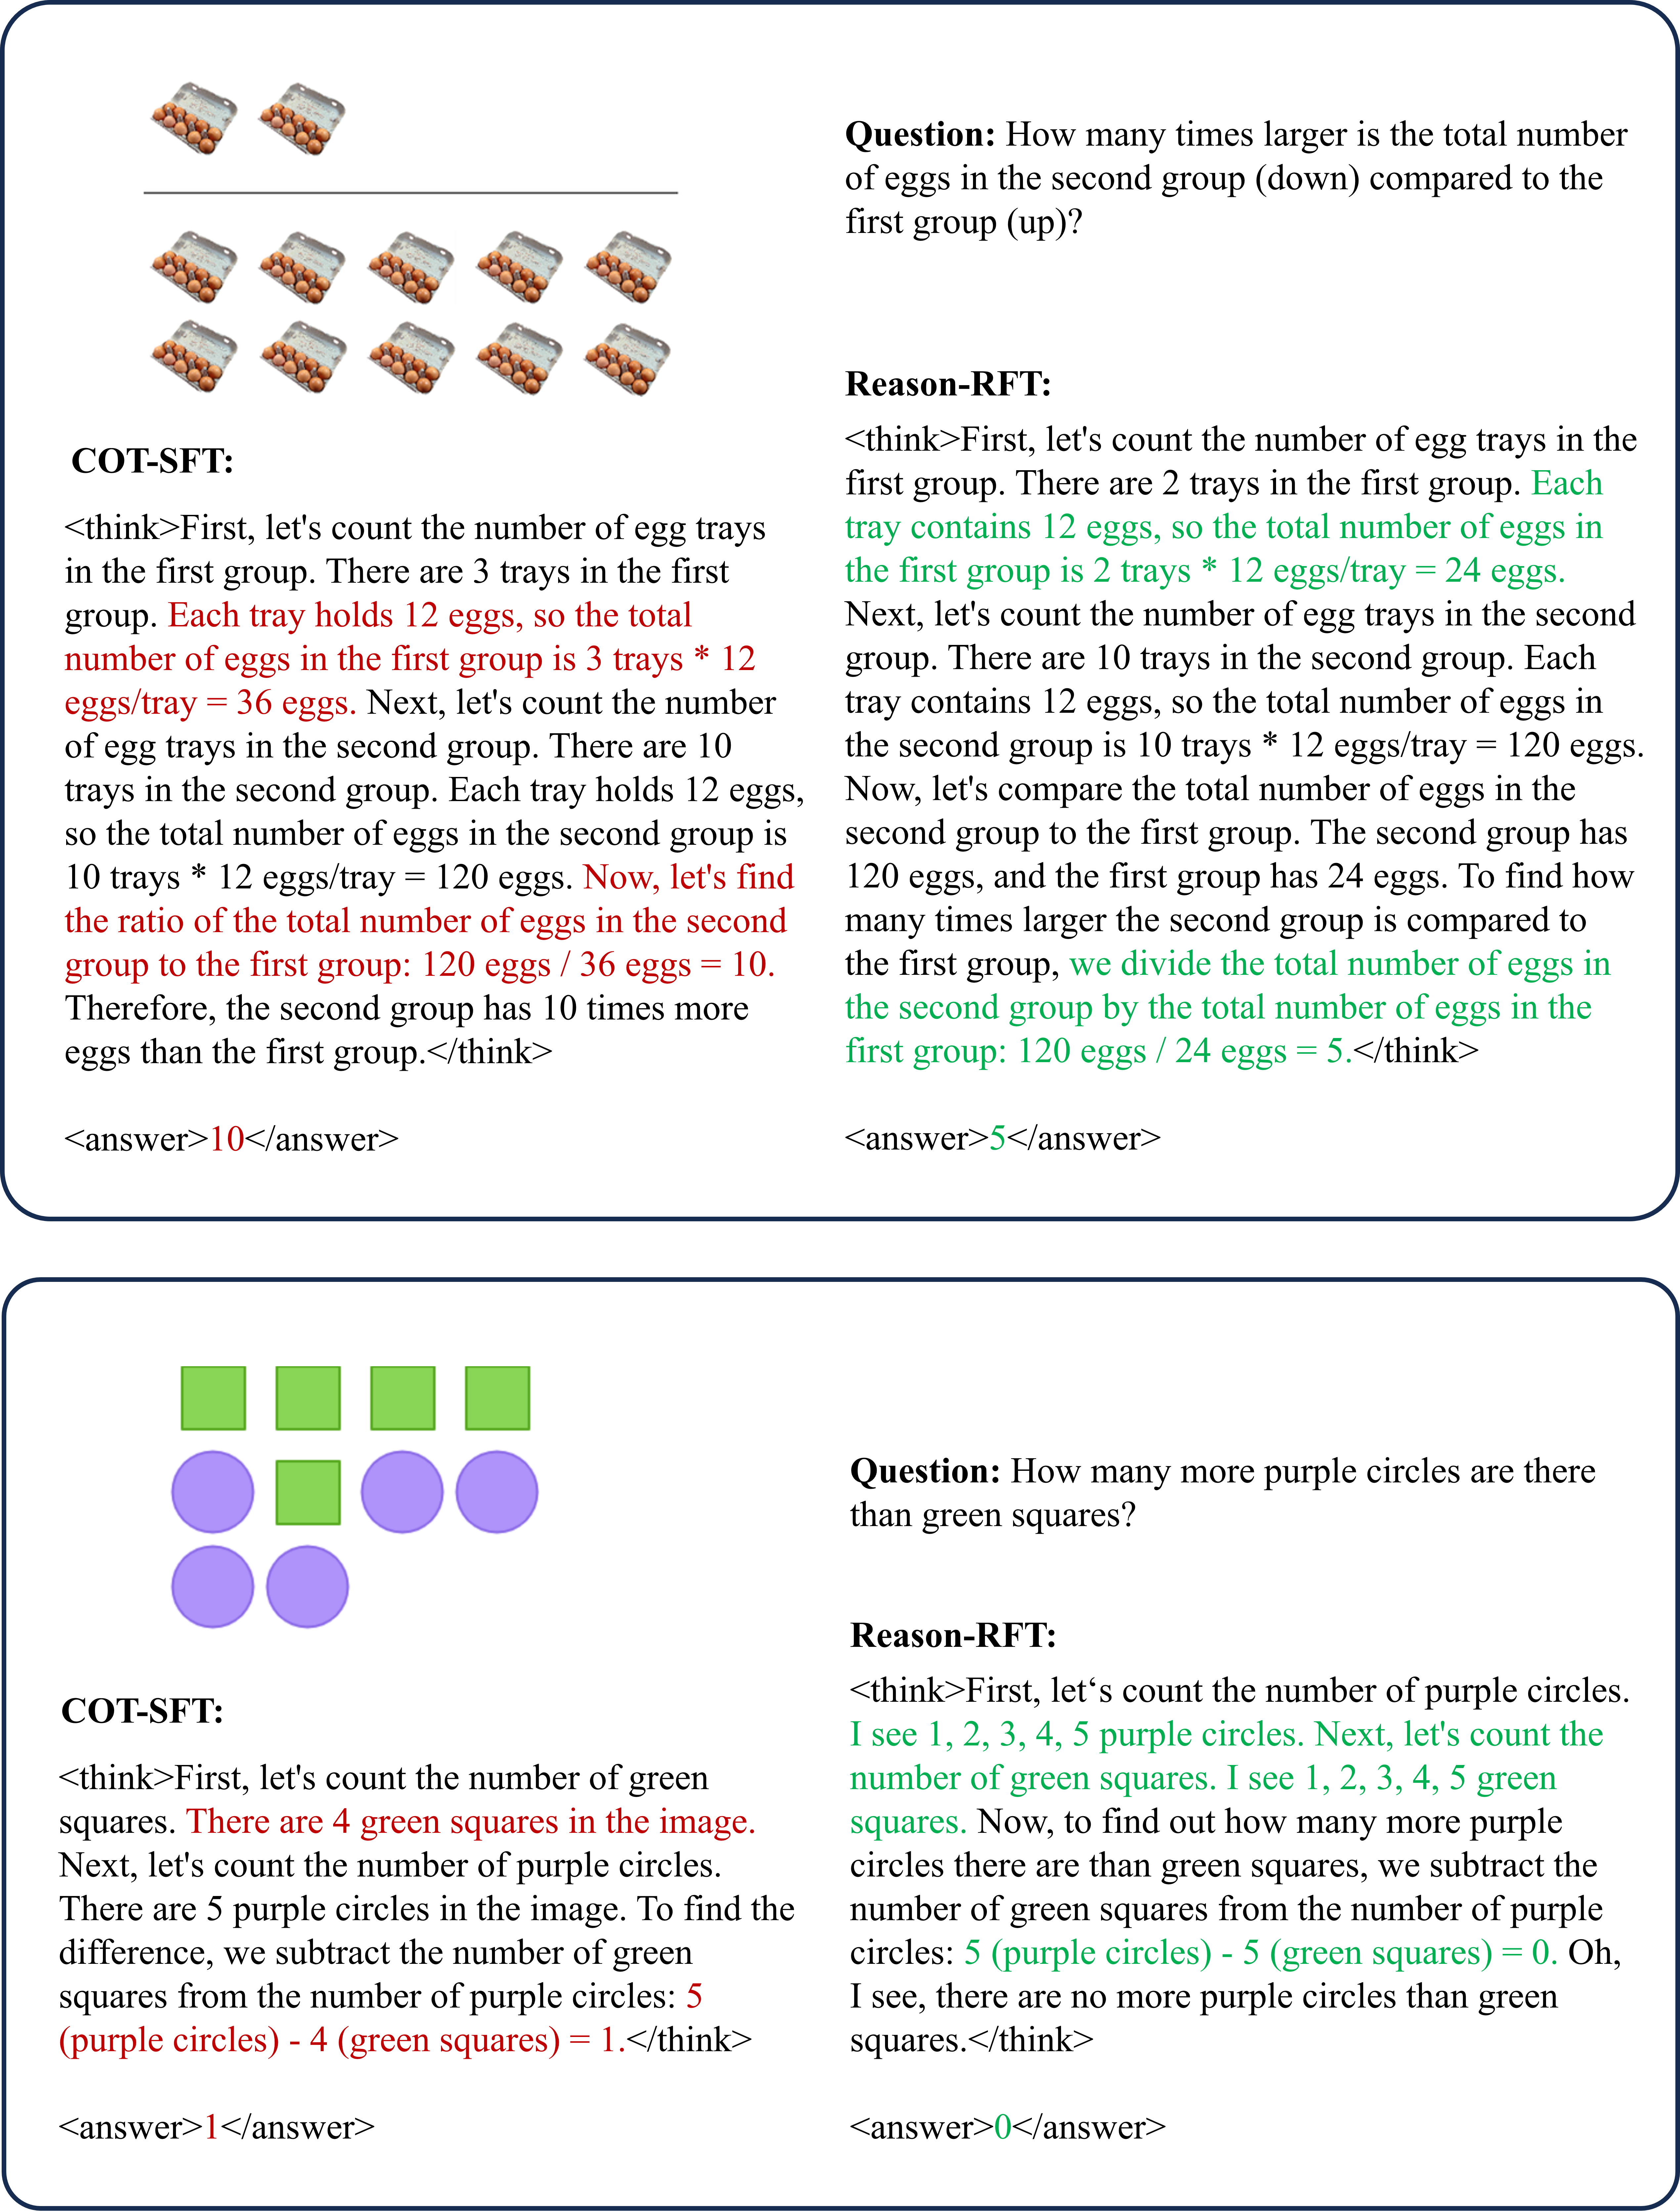 Question: How many times larger is the total number
of eggs in the second group (down) compared to the
first group (up)?
COT-SFT:
<think>First, let's count the number of egg trays
in the first group. There are 3 trays in the first
group. Each tray holds 12 eggs, so the total
number of eggs in the first group is 3 trays * 12
eggs/tray = 36 eggs. Next, let's count the number
of egg trays in the second group. There are 10
trays in the second group. Each tray holds 12 eggs,
so the total number of eggs in the second group is
10 trays * 12 eggs/tray = 120 eggs. Now, let's find
the ratio of the total number of eggs in the second
group to the first group: 120 eggs / 36 eggs = 10.
Therefore, the second group has 10 times more
eggs than the first group.</think>
<answer>10</answer>
Reason-RFT:
<think>First, let's count the number of egg trays in the
first group. There are 2 trays in the first group. Each
tray contains 12 eggs, so the total number of eggs in
the first group is 2 trays * 12 eggs/tray = 24 eggs.
Next, let's count the number of egg trays in the second
group. There are 10 trays in the second group. Each
tray contains 12 eggs, so the total number of eggs in
the second group is 10 trays * 12 eggs/tray = 120 eggs.
Now, let's compare the total number of eggs in the
second group to the first group. The second group has
120 eggs, and the first group has 24 eggs. To find how
many times larger the second group is compared to
the first group, we divide the total number of eggs in
the second group by the total number of eggs in the
first group: 120 eggs / 24 eggs = 5.</think>
<answer>5</answer>
Question: How many more purple circles are there
than green squares?
COT-SFT:
<think>First, let's count the number of green
squares. There are 4 green squares in the image.
Next, let's count the number of purple circles.
There are 5 purple circles in the image. To find the
difference, we subtract the number of green
squares from the number of purple circles: 5
(purple circles) - 4 (green squares) = 1.</think>
<answer>1</answer>
Reason-RFT:
<think>First, let‘s count the number of purple circles.
I see 1, 2, 3, 4, 5 purple circles. Next, let's count the
number of green squares. I see 1, 2, 3, 4, 5 green
squares. Now, to find out how many more purple
circles there are than green squares, we subtract the
number of green squares from the number of purple
circles: 5 (purple circles) - 5 (green squares) = 0. Oh,
I see, there are no more purple circles than green
squares.</think>
<answer>0</answer>